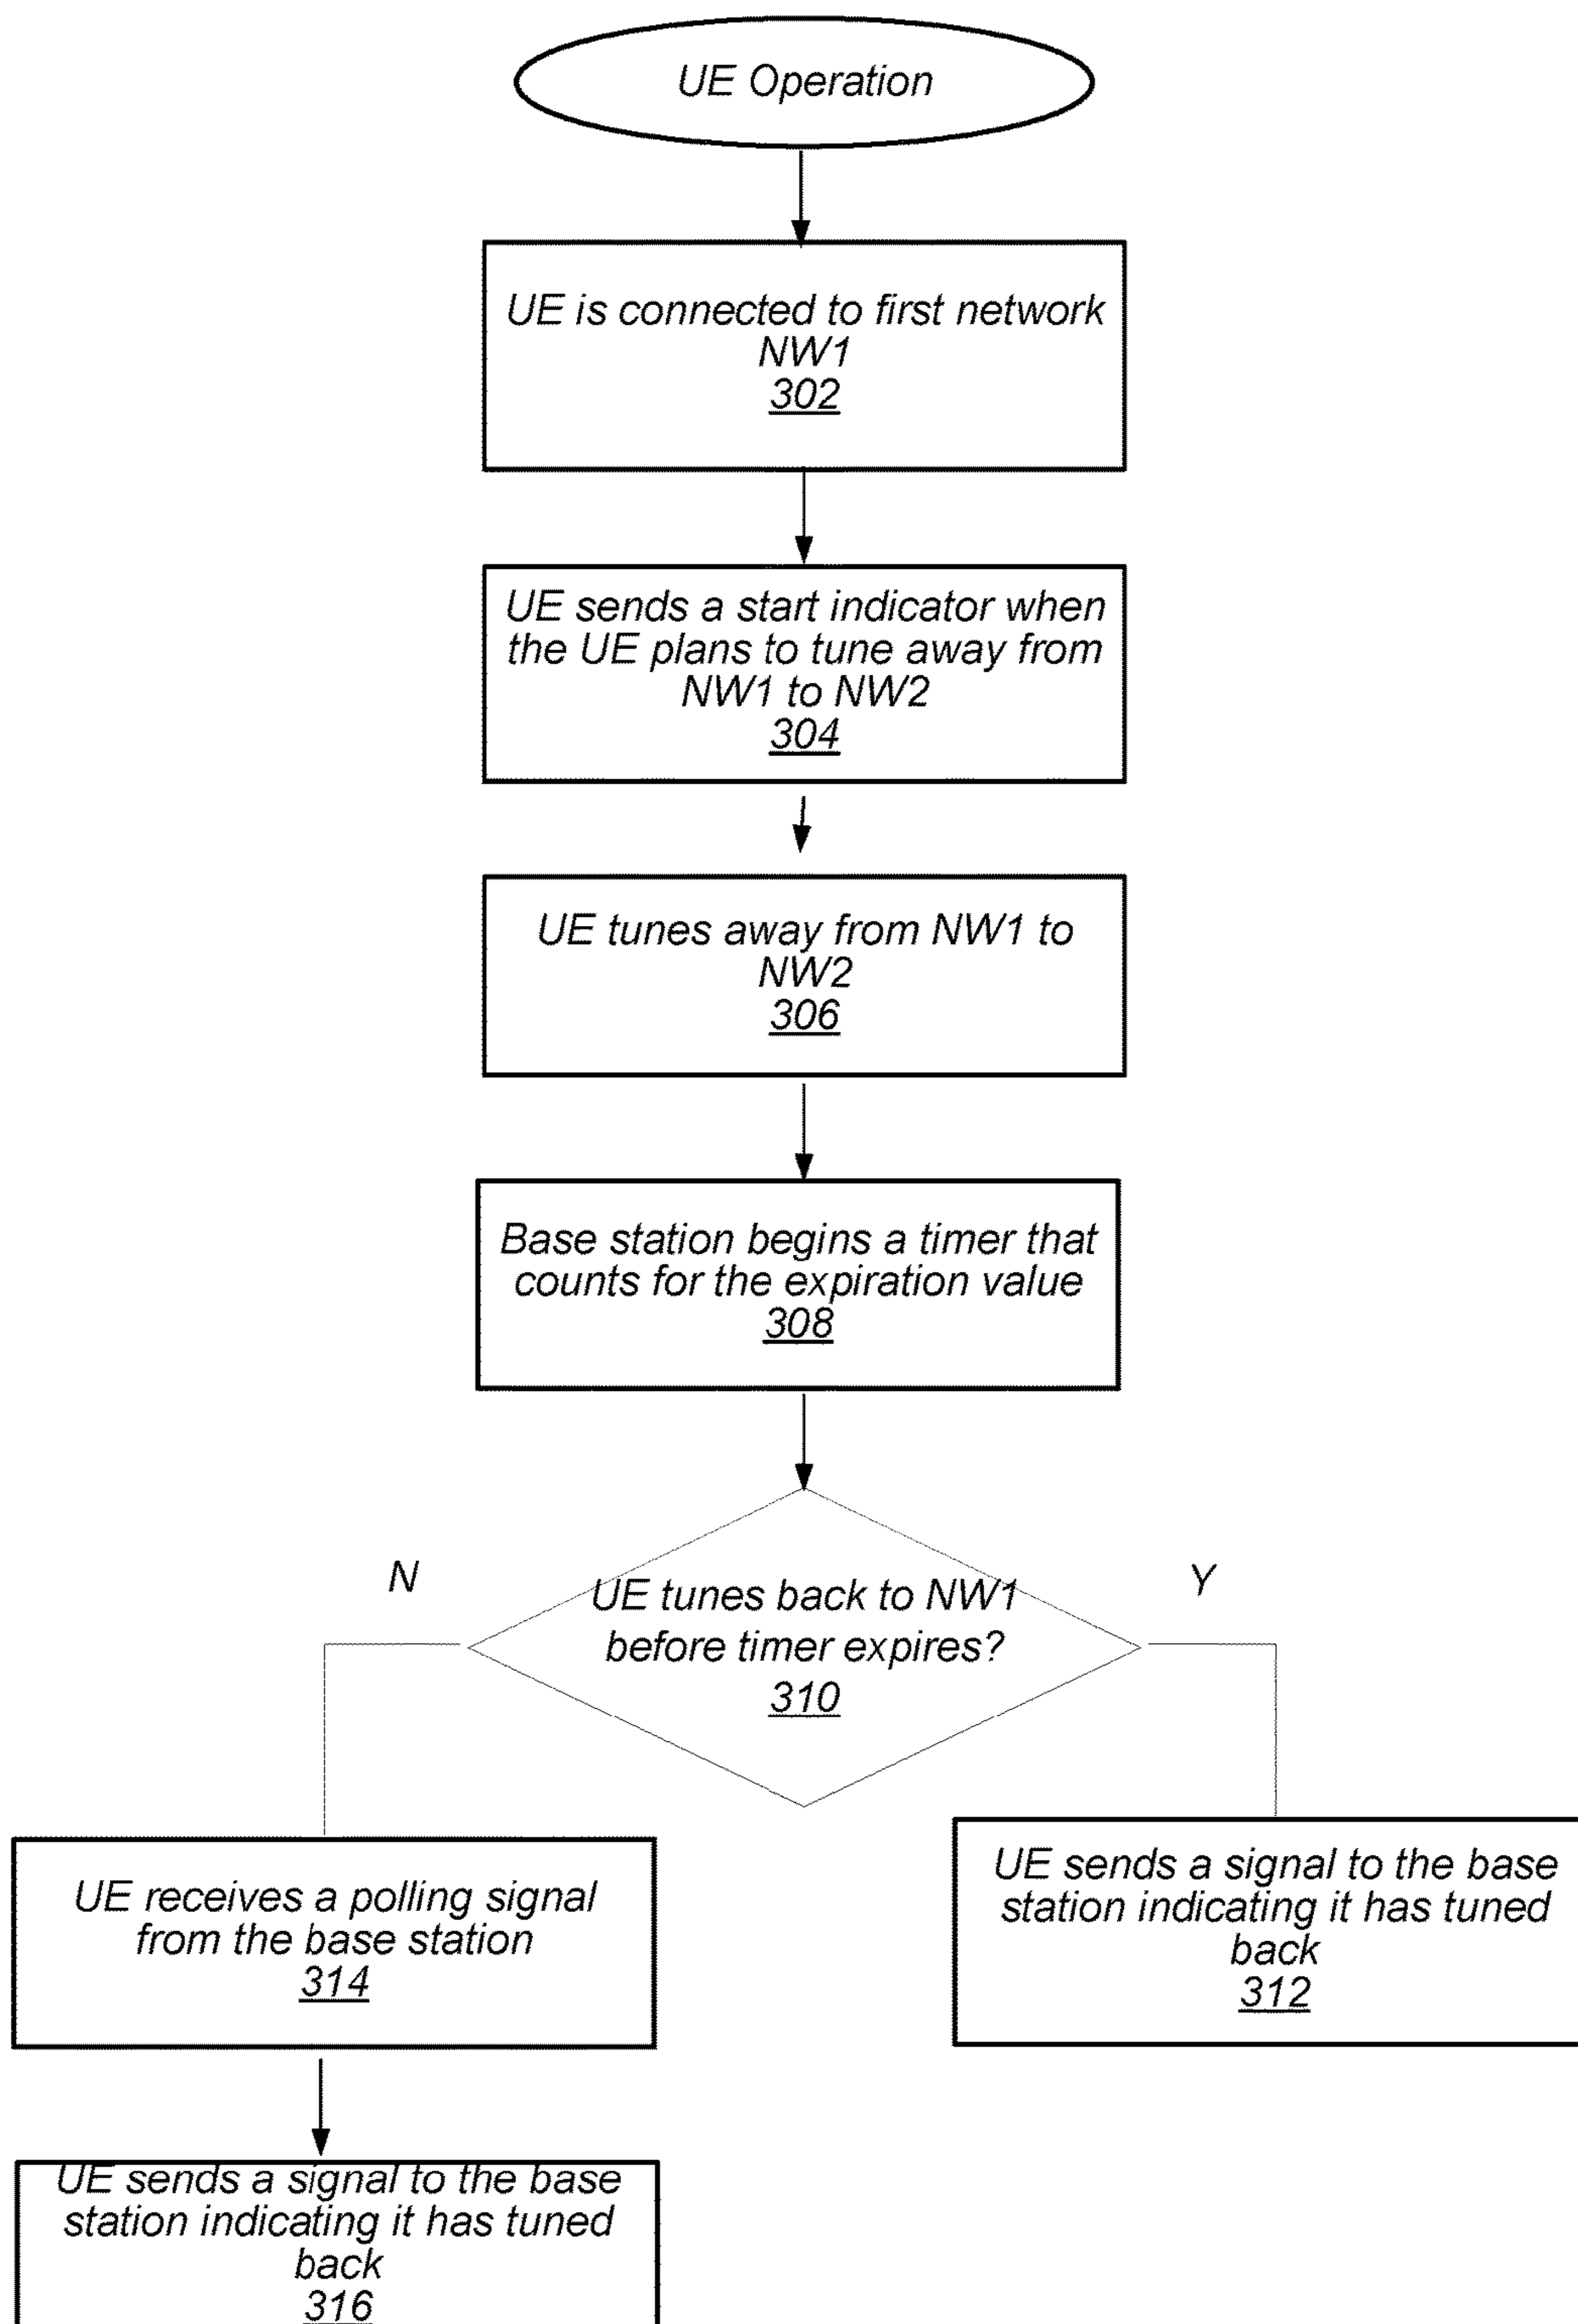 UE Operation
UE is connected to first network
NW1
302
UE sends a start indicator when
the UE plans to tune away from
NW1 to NW2
304
UE tunes away from NW1 to
NW2
306
Base station begins a timer that
counts for the expiration value
308
N
Y
UE tunes back to NW1
before timer expires?
310
UE receives a polling signal
from the base station
314
UE sends a signal to the base
station indicating it has tuned
back
312
UE sends a signal to the base
station indicating it has tuned
back
316